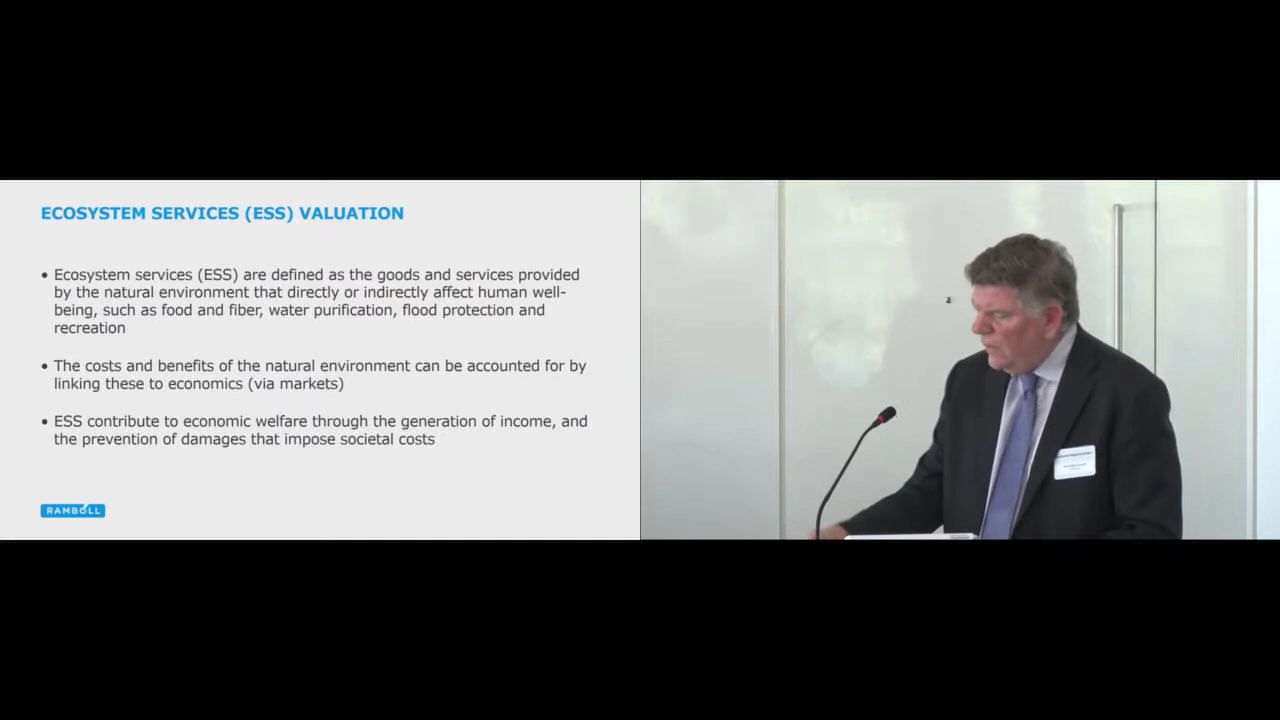 ECOSYSTEM SERVICES (ESS) VALUATION
• Ecosystem services (ESS) are defined as the goods and services provided
by the natural environment that directly or indirectly affect human well-
being, such as food and fiber, water purification, flood protection and
recreation
• The costs and benefits of the natural environment can be accounted for by
linking these to economics (via markets)
• ESS contribute to economic welfare through the generation of income, and
the prevention of damages that impose societal costs
RAMBOLL